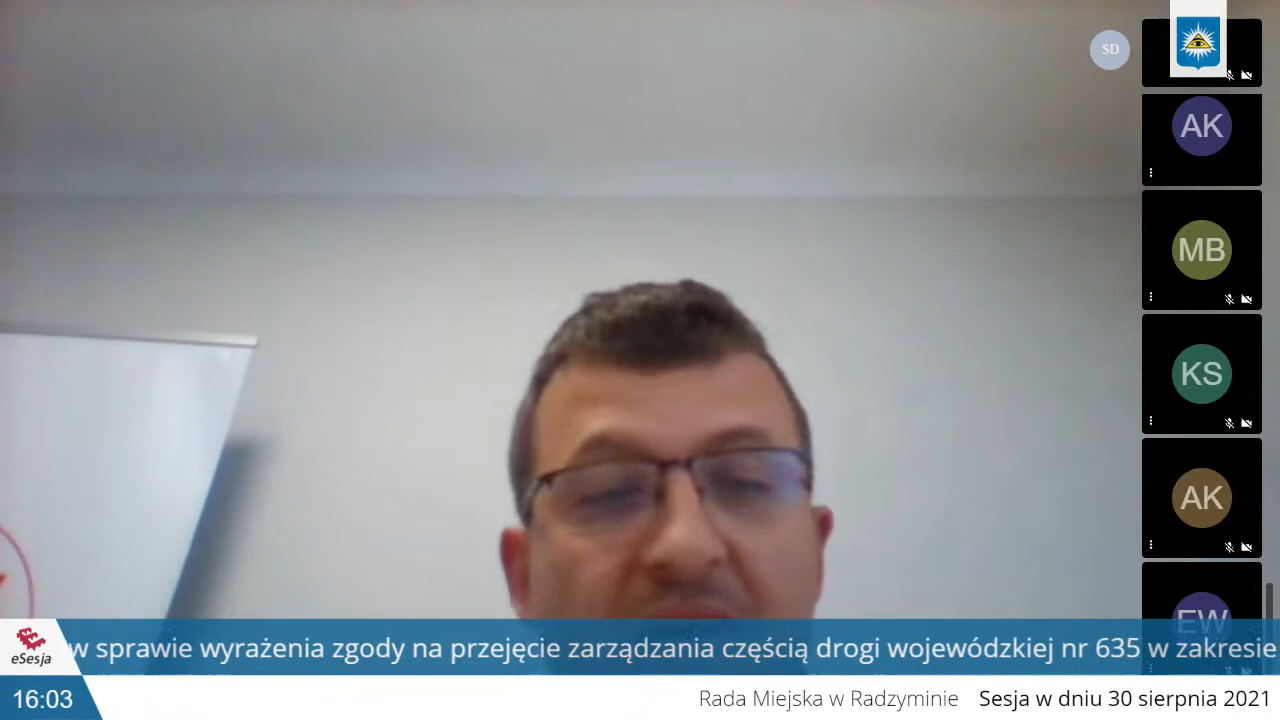 SD
AK
MB
KS
AK
EW
w sprawie wyrażenia zgody na przejęcie zarządzania częścią drogi wojewódzkiej nr 635 w zakresie
eSesja
16:03
Rada Miejska w Radzyminie Sesja w dniu 30 sierpnia 2021